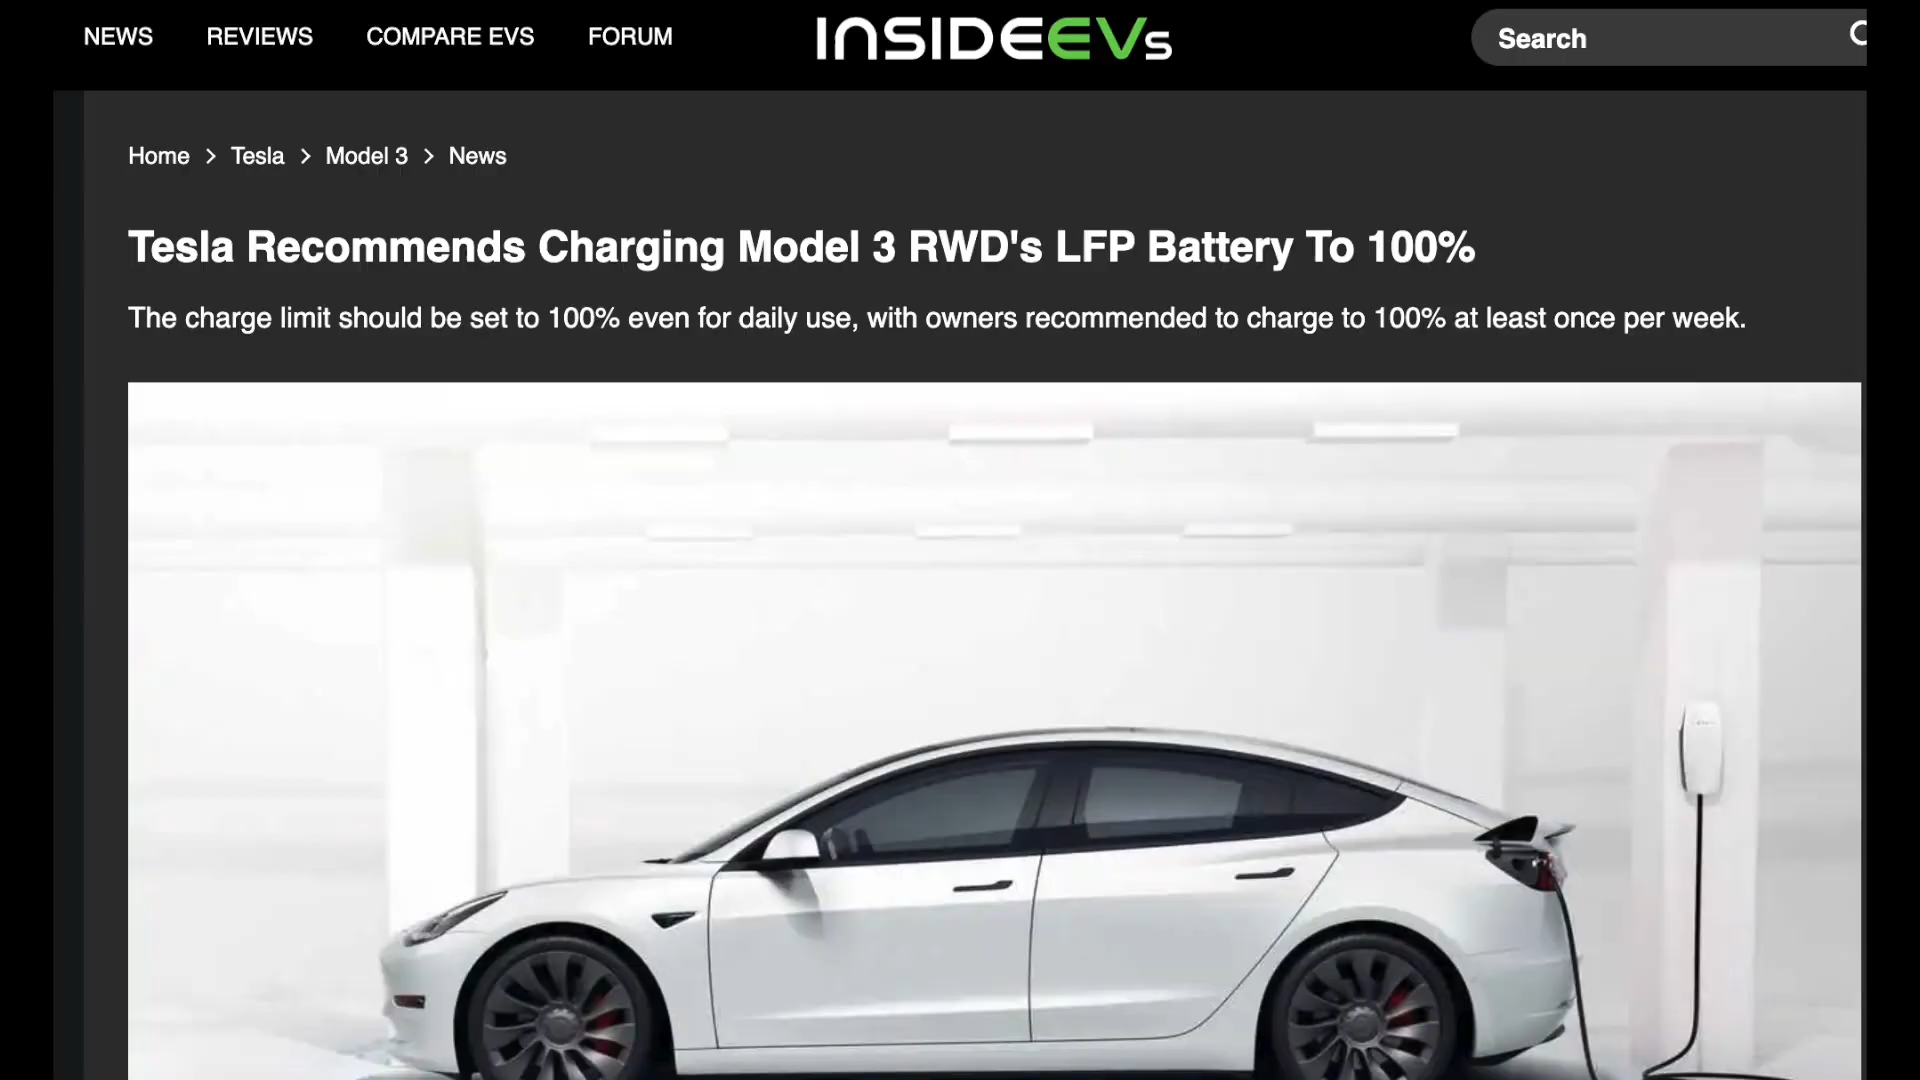 NEWS REVIEWS COMPARE EVS FORUM INSIDEEVs Search
Home > Tesla > Model 3 > News
Tesla Recommends Charging Model 3 RWD's LFP Battery To 100%
The charge limit should be set to 100% even for daily use, with owners recommended to charge to 100% at least once per week.